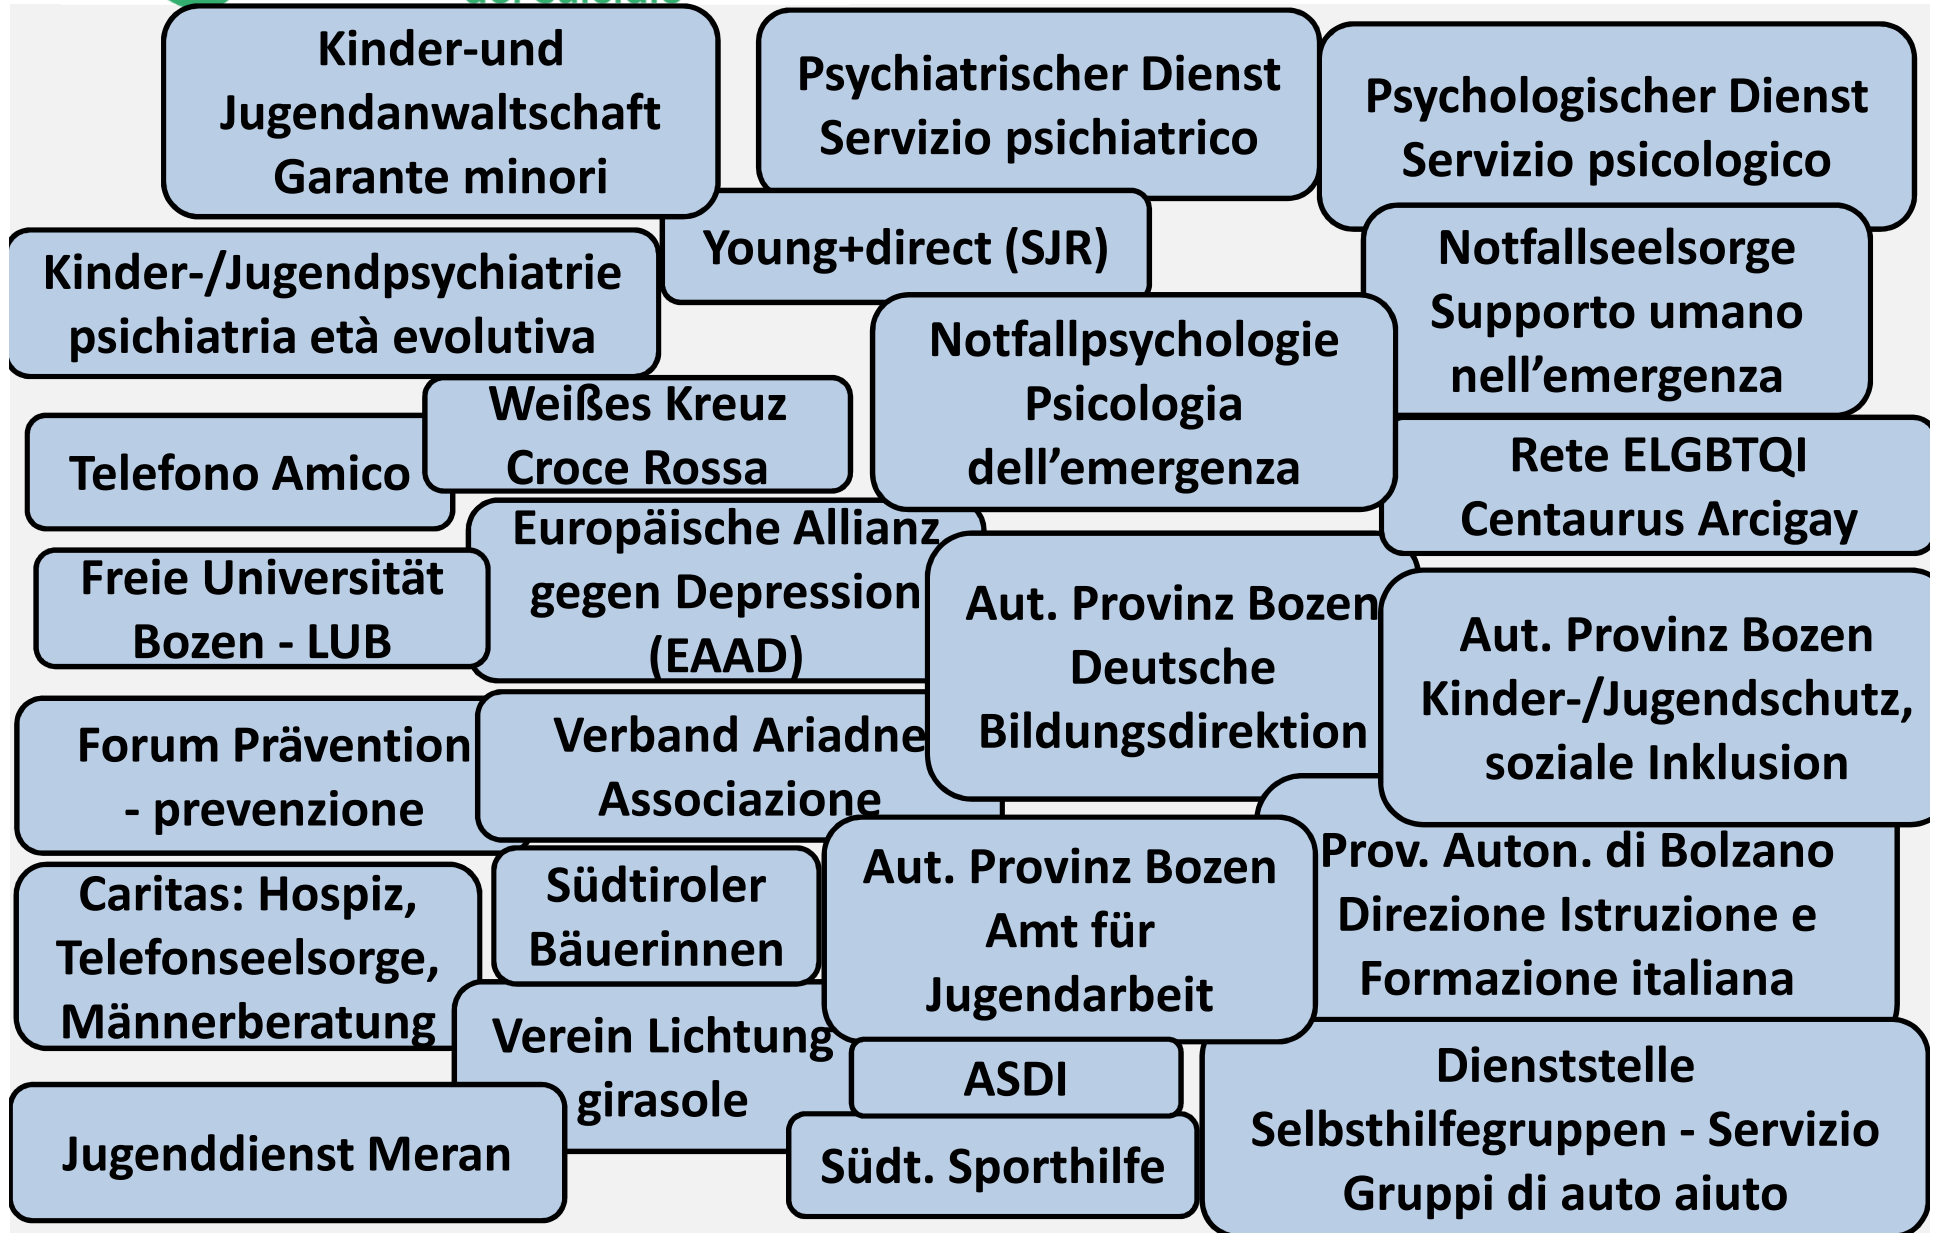 Kinder-und
Jugendanwaltschaft
Garante minori
Psychiatrischer Dienst
Servizio psichiatrico
Psychologischer Dienst
Servizio psicologico
Kinder-/Jugendpsychiatrie
psichiatria età evolutiva
Young+direct (SJR)
Notfallseelsorge
Supporto umano
nell’emergenza
Notfallpsychologie
Psicologia
dell’emergenza
Telefono Amico
Weißes Kreuz
Croce Rossa
Rete ELGBTQI
Centaurus Arcigay
Freie Universität
Bozen - LUB
Europäische Allianz
gegen Depression
(EAAD)
Aut. Provinz Bozen
Deutsche
Bildungsdirektion
Aut. Provinz Bozen
Kinder-/Jugendschutz,
soziale Inklusion
Forum Prävention
- prevenzione
Verband Ariadne
Associazione
Caritas: Hospiz,
Telefonseelsorge,
Männerberatung
Südtiroler
Bäuerinnen
Aut. Provinz Bozen
Amt für
Jugendarbeit
Prov. Auton. di Bolzano
Direzione Istruzione e
Formazione italiana
Verein Lichtung
girasole
ASDI
Dienststelle
Selbsthilfegruppen - Servizio
Gruppi di auto aiuto
Jugenddienst Meran
Südt. Sporthilfe